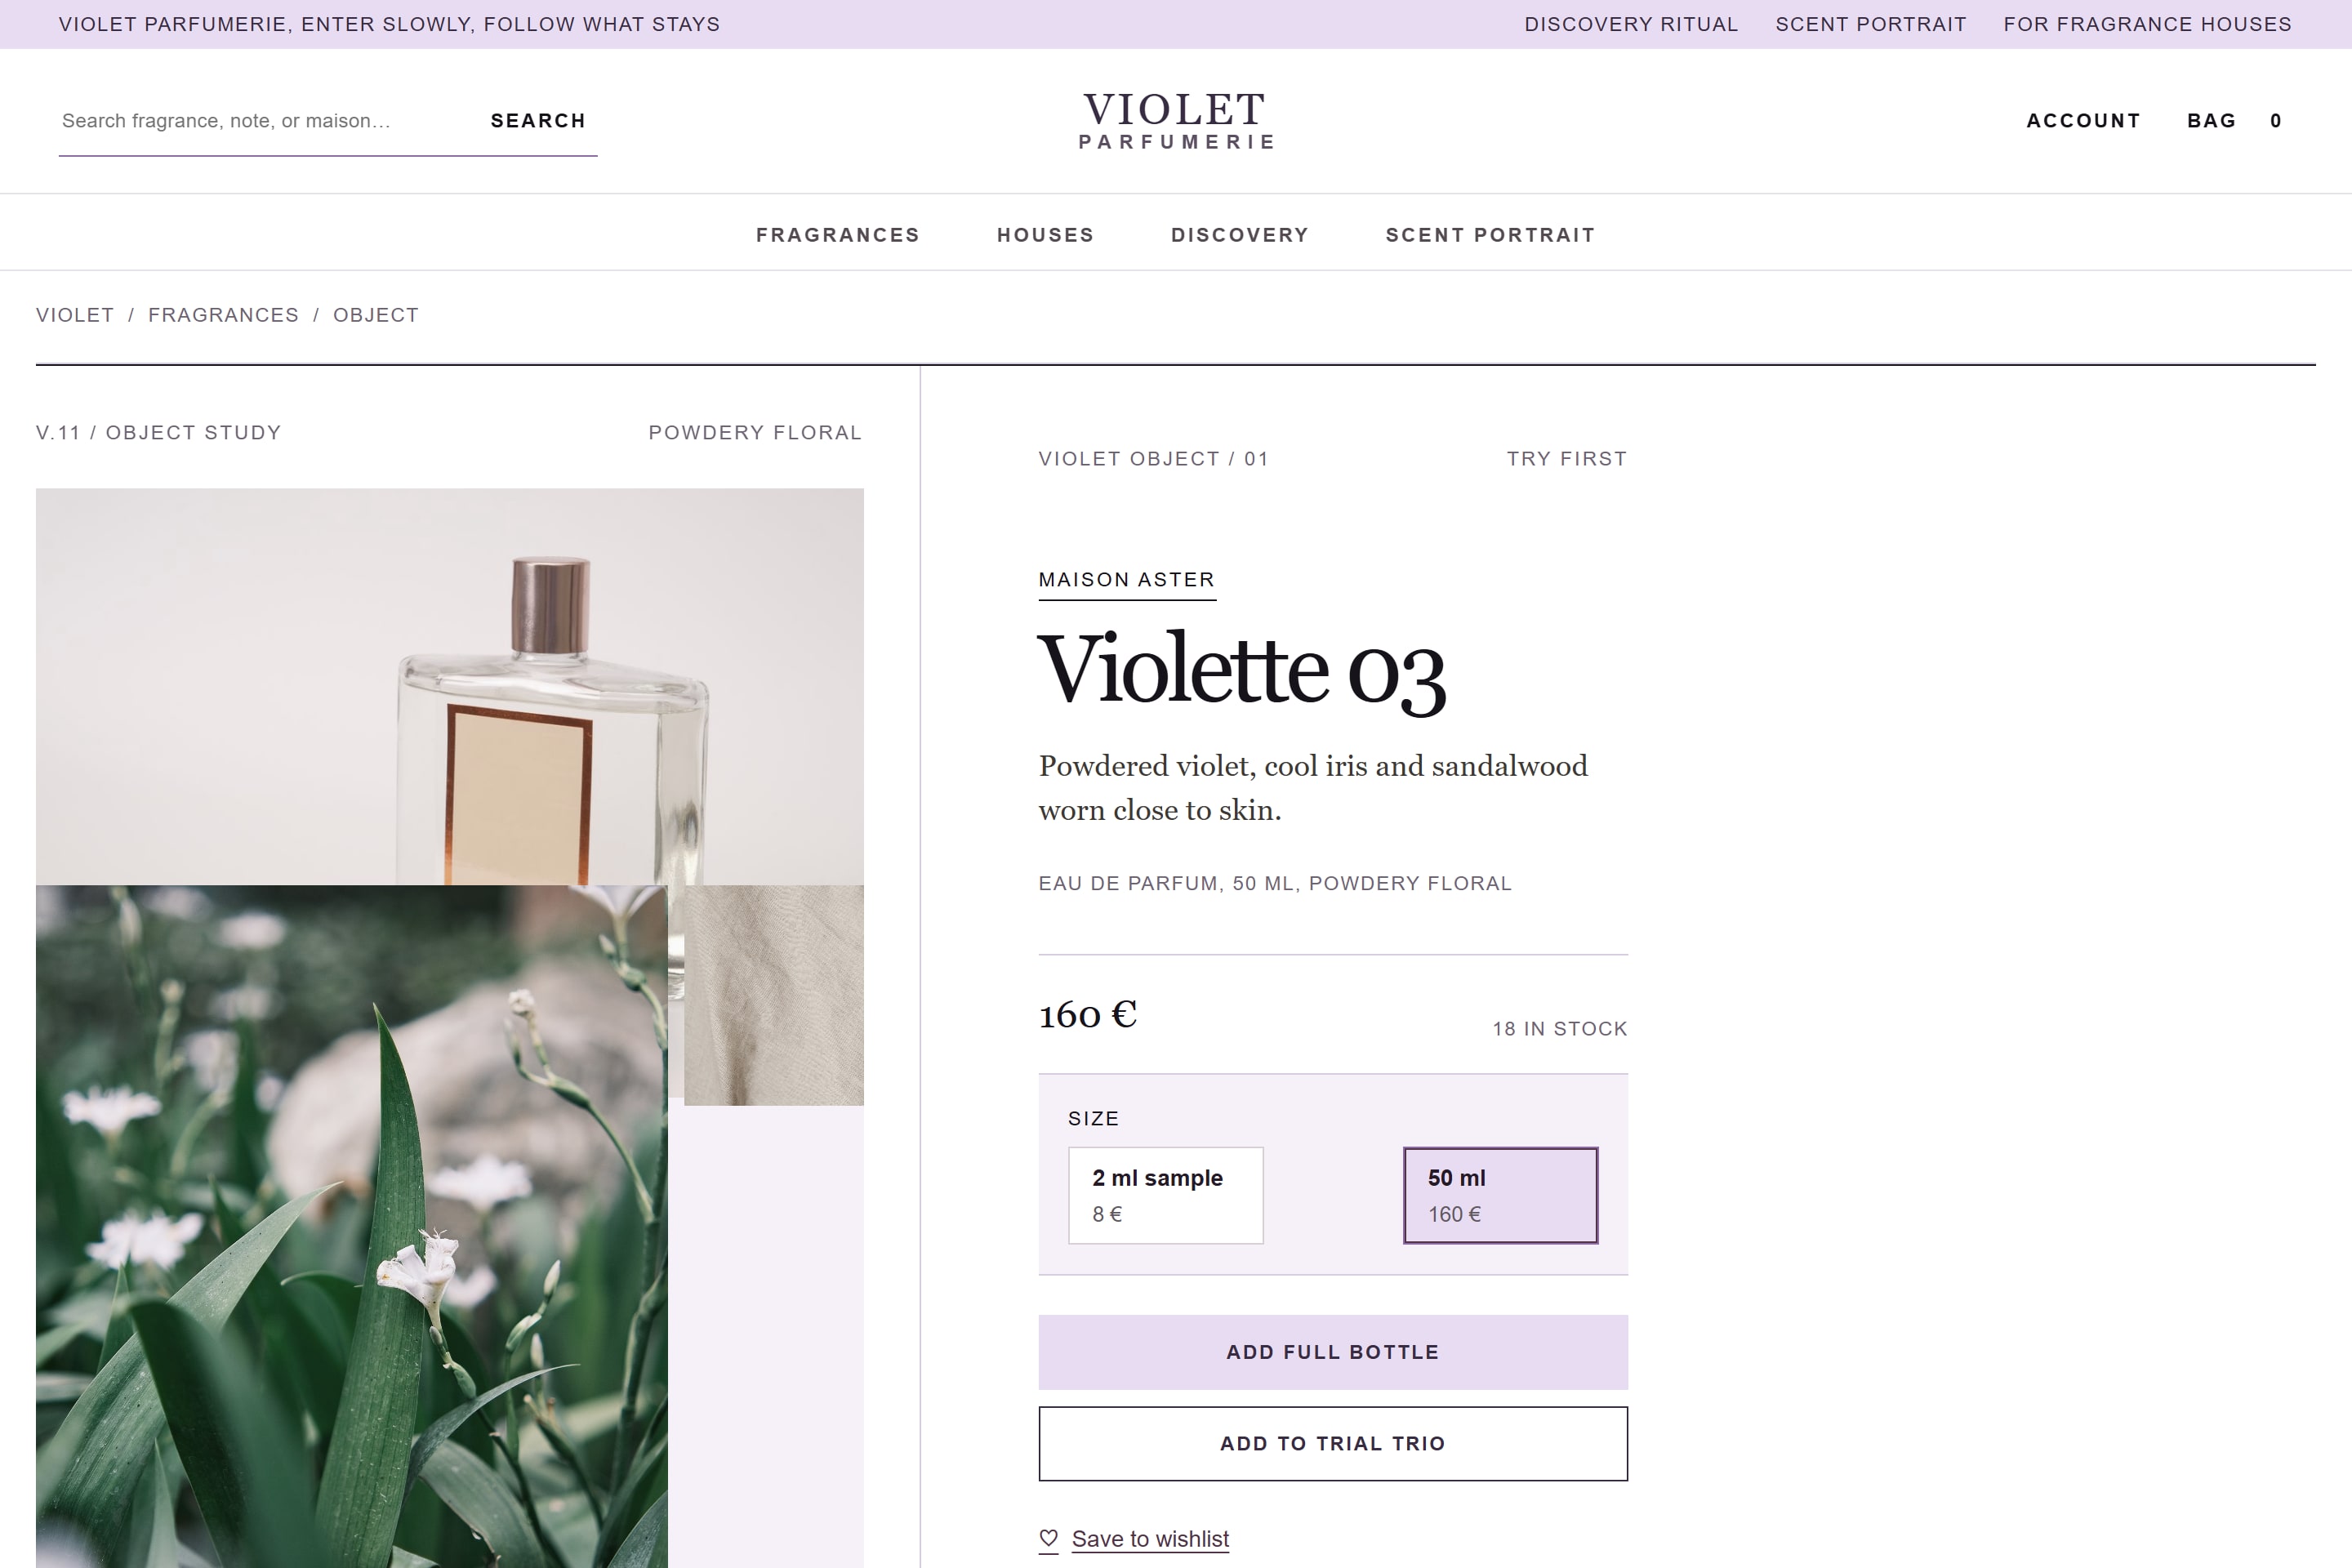 VIOLET PARFUMERIE, ENTER SLOWLY, FOLLOW WHAT STAYS
DISCOVERY RITUAL SCENT PORTRAIT FOR FRAGRANCE HOUSES
Search fragrance, note, or maison...
SEARCH
VIOLET
PARFUMERIE
ACCOUNT BAG 0
FRAGRANCES HOUSES DISCOVERY SCENT PORTRAIT
VIOLET / FRAGRANCES / OBJECT
V.11 / OBJECT STUDY
POWDERY FLORAL
VIOLET OBJECT / 01
TRY FIRST
MAISON ASTER
Violette 03
Powdered violet, cool iris and sandalwood
worn close to skin.
EAU DE PARFUM, 50 ML, POWDERY FLORAL
160 €
18 IN STOCK
SIZE
2 ml sample
8 €
50 ml
160 €
ADD FULL BOTTLE
ADD TO TRIAL TRIO
Save to wishlist